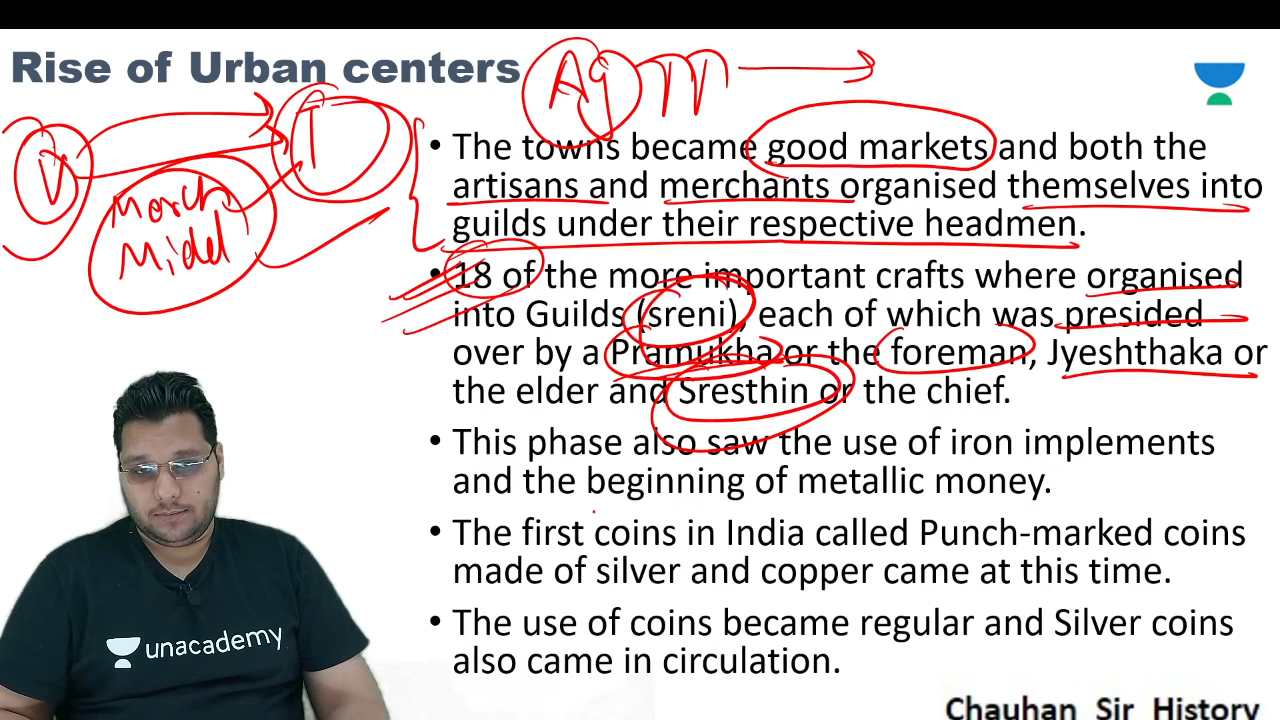 Rise of Urban centers
Ag
V
T
March
Middl
• The towns became good markets and both the
artisans and merchants organised themselves into
guilds under their respective headmen.
• 18 of the more important crafts where organised
into Guilds (sreni), each of which was presided
over by a Pramukha or the foreman, Jyeshthaka or
the elder and Sresthin or the chief.
• This phase also saw the use of iron implements
and the beginning of metallic money.
• The first coins in India called Punch-marked coins
made of silver and copper came at this time.
• The use of coins became regular and Silver coins
also came in circulation.
unacademy
Chauhan Sir History